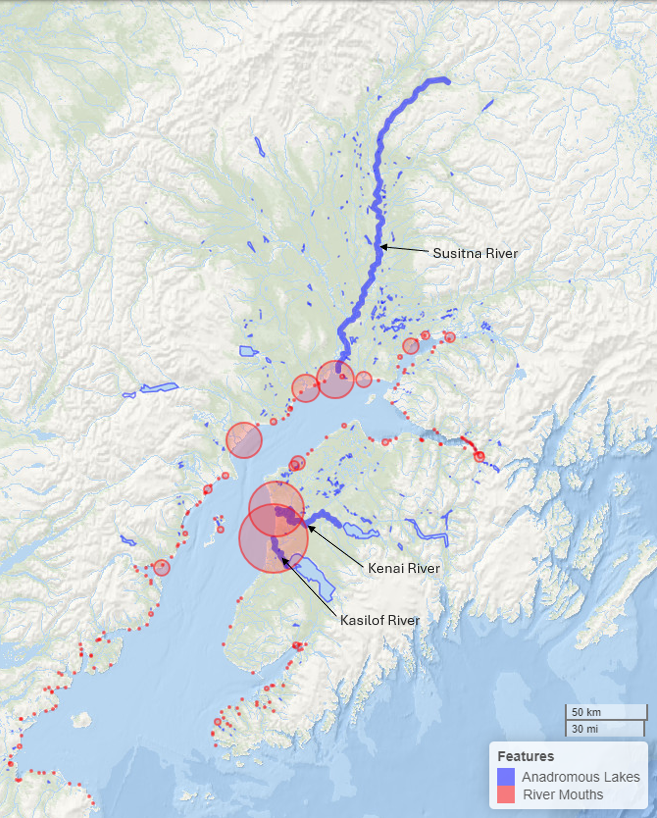 Susitna River
Kenai River
Kasilof River
50 km
30 mi
Features
Anadromous Lakes
River Mouths